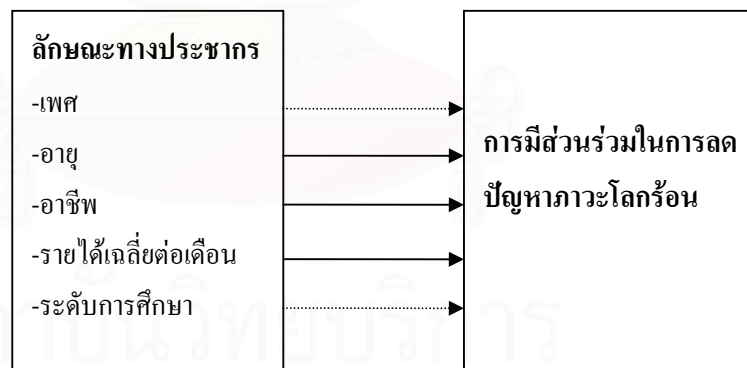 ลักษณะทางประชากร
-เพศ
-อายุ
-อาชีพ
-รายได้เฉลี่ยต่อเดือน
-ระดับการศึกษา
การมีส่วนร่วมในการลด
ปัญหาภาวะโลกร้อน